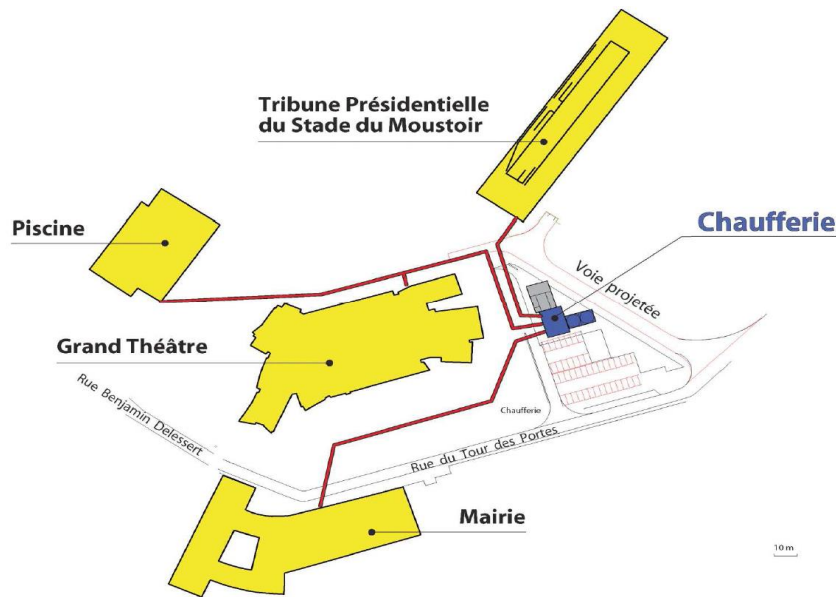 Tribune Présidentielle
du Stade du Moustoir
Piscine
Chaufferie
Voie projetée
Grand Théâtre
Rue Benjamin Delessert
Chaufferie
Rue du Tour des Portes
Mairie
10 m